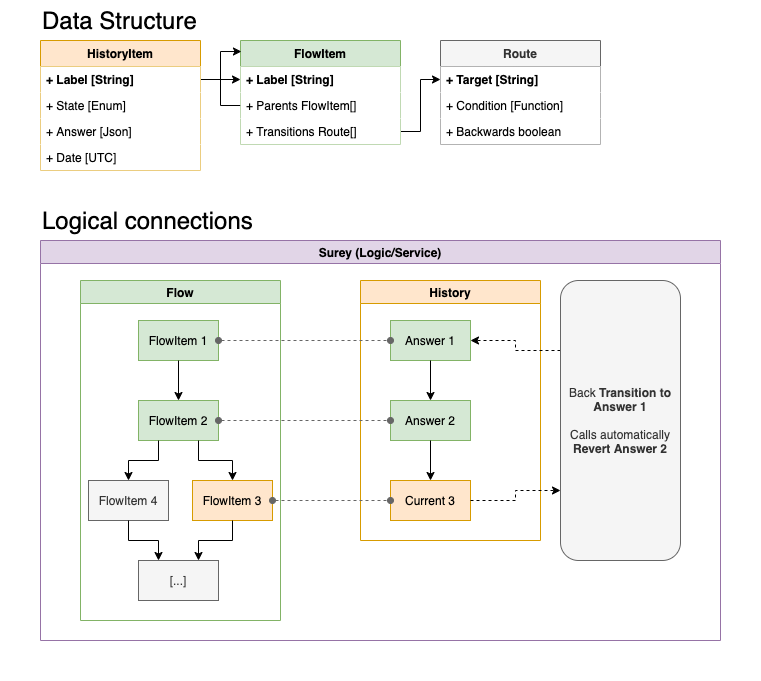 Data Structure
HistoryItem
+ Label [String]
+ State [Enum]
+ Answer [Json]
+ Date [UTC]
FlowItem
+ Label [String]
+ Parents FlowItem[]
+ Transitions Route[]
Route
+ Target [String]
+ Condition [Function]
+ Backwards boolean
Logical connections
Surey (Logic/Service)
Flow
FlowItem 1
FlowItem 2
FlowItem 4
FlowItem 3
[...]
History
Answer 1
Answer 2
Current 3
Back Transition to
Answer 1
Calls automatically
Revert Answer 2